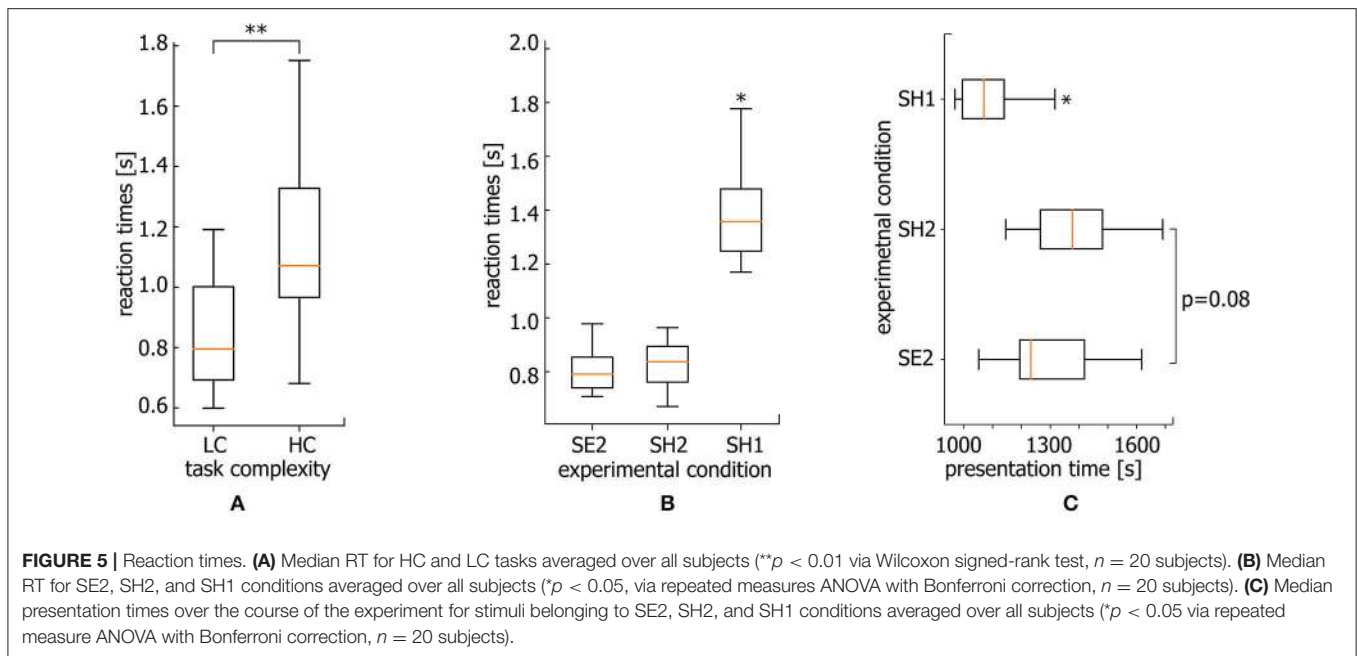 **
1.8
1.6
1.4
1.2
1.0
0.8
0.6
reaction times [s]
LC HC
task complexity
A
2.0
1.8
1.6
1.4
1.2
1.0
0.8
reaction times [s]
*
SE2 SH2 SH1
experimental condition
B
experimetnal condition
SH1
*
SH2
p=0.08
SE2
1000 1300 1600
presentation time [s]
C
FIGURE 5 | Reaction times. (A) Median RT for HC and LC tasks averaged over all subjects (**p < 0.01 via Wilcoxon signed-rank test, n = 20 subjects). (B) Median
RT for SE2, SH2, and SH1 conditions averaged over all subjects (*p < 0.05, via repeated measures ANOVA with Bonferroni correction, n = 20 subjects). (C) Median
presentation times over the course of the experiment for stimuli belonging to SE2, SH2, and SH1 conditions averaged over all subjects (*p < 0.05 via repeated
measure ANOVA with Bonferroni correction, n = 20 subjects).